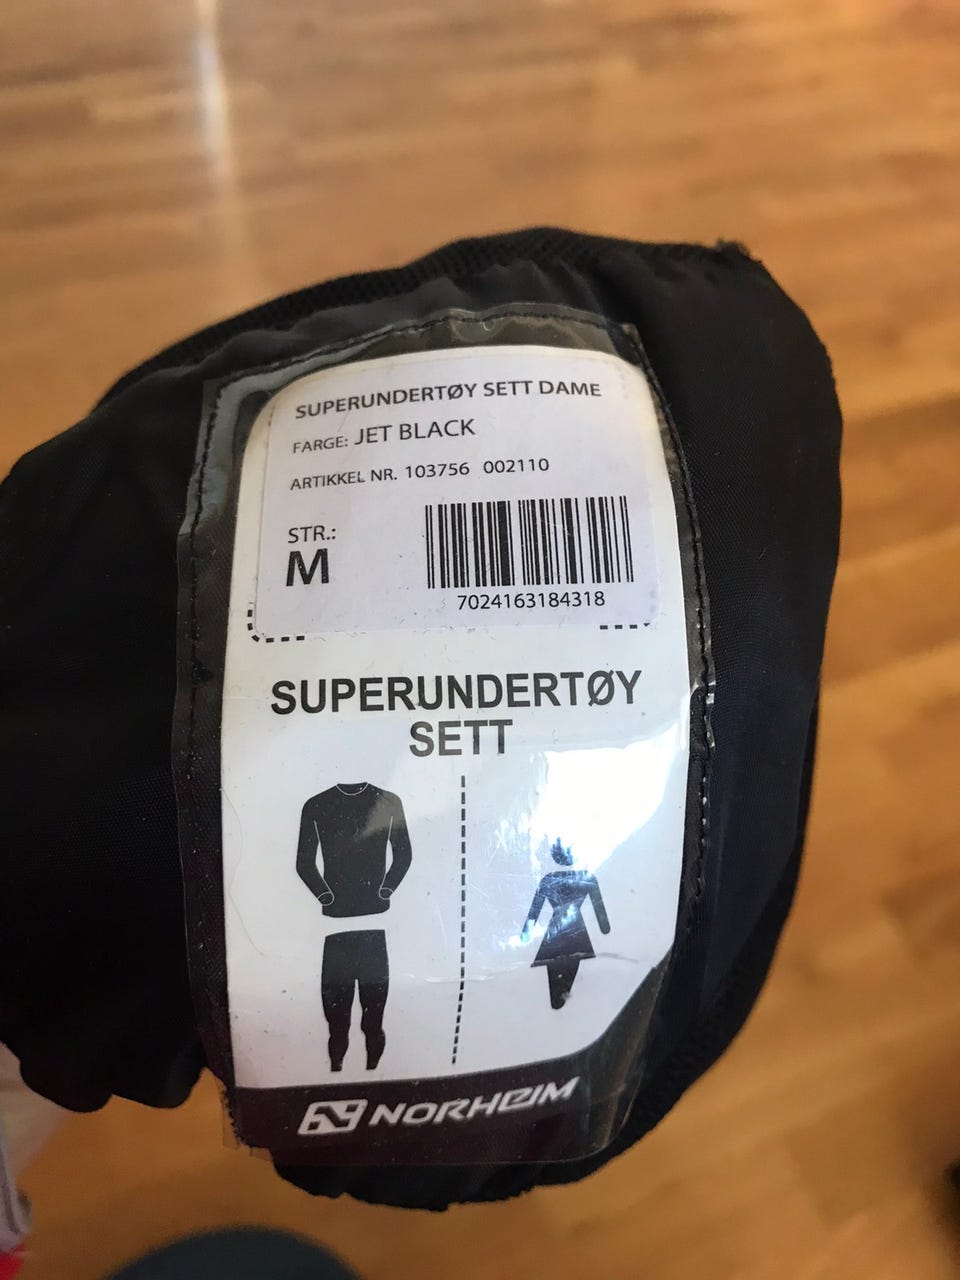 SUPERUNDERTØY SETT DAME
FARGE: JET BLACK
ARTIKKEL NR. 103756 002110
STR.:
M
7024163184318
SUPERUNDERTØY
SETT
NORHEIM